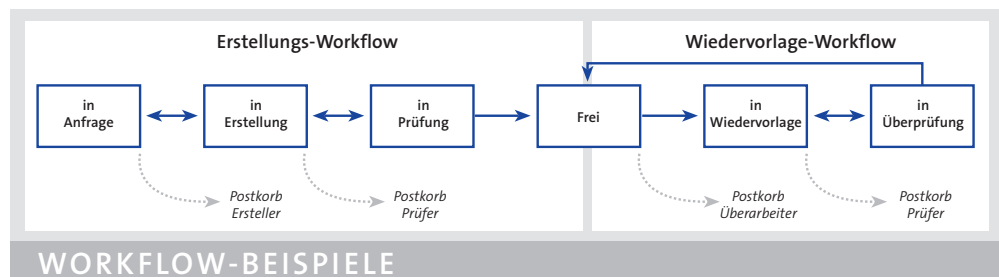 Erstellungs-Workflow
Wiedervorlage-Workflow
in
Anfrage
in
Erstellung
in
Prüfung
Frei
in
Wiedervorlage
in
Überprüfung
Postkorb
Ersteller
Postkorb
Prüfer
Postkorb
Überarbeiter
Postkorb
Prüfer
WORKFLOW-BEISPIELE